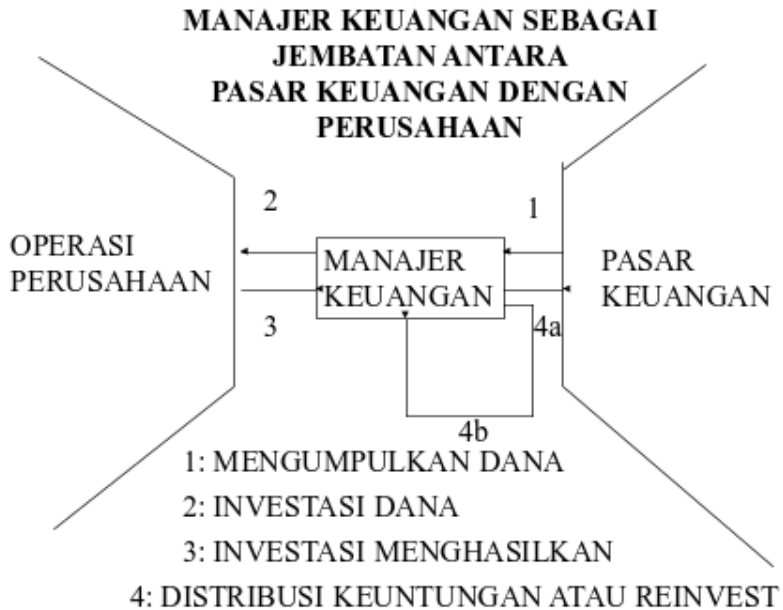 MANAJER KEUANGAN SEBAGAI
JEMBATAN ANTARA
PASAR KEUANGAN DENGAN
PERUSAHAAN
2
1
OPERASI
PERUSAHAAN
MANAJER
KEUANGAN
PASAR
KEUANGAN
3
4a
4b
1: MENGUMPULKAN DANA
2: INVESTASI DANA
3: INVESTASI MENGHASILKAN
4: DISTRIBUSI KEUNTUNGAN ATAU REINVEST